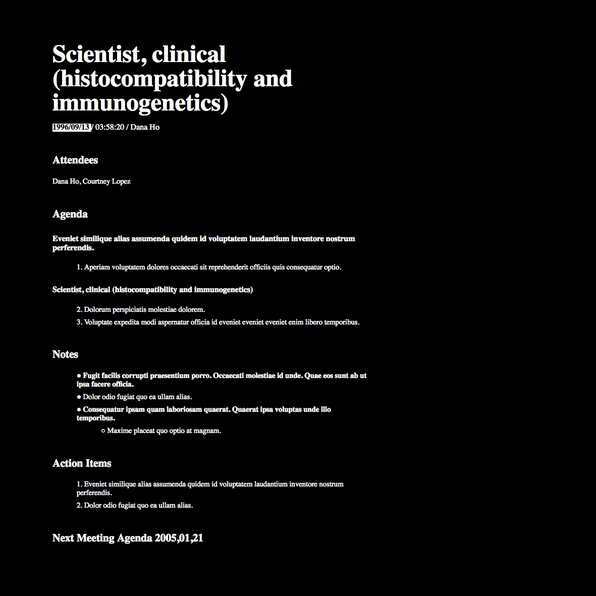 Scientist, clinical
(histocompatibility and
immunogenetics)
1996/09/13 / 03:58:20 / Dana Ho
Attendees
Dana Ho, Courtney Lopez
Agenda
Eveniet similique alias assumenda quidem id voluptatem laudantium inventore nostrum
perferendis.
1. Aperiam voluptatem dolores occaecati sit reprehenderit officiis quis consequatur optio.
Scientist, clinical (histocompatibility and immunogenetics)
2. Dolorum perspiciatis molestiae dolorem.
3. Voluptate expedita modi aspernatur officia id eveniet eveniet eveniet enim libero temporibus.
Notes
● Fugit facilis corrupti praesentium porro. Occaecati molestiae id unde. Quae eos sunt ab ut
ipsa facere officia.
● Dolor odio fugiat quo ea ullam alias.
● Consequatur ipsam quam laboriosam quaerat. Quaerat ipsa voluptas unde illo
temporibus.
○ Maxime placeat quo optio at magnam.
Action Items
1. Eveniet similique alias assumenda quidem id voluptatem laudantium inventore nostrum
perferendis.
2. Dolor odio fugiat quo ea ullam alias.
Next Meeting Agenda 2005,01,21